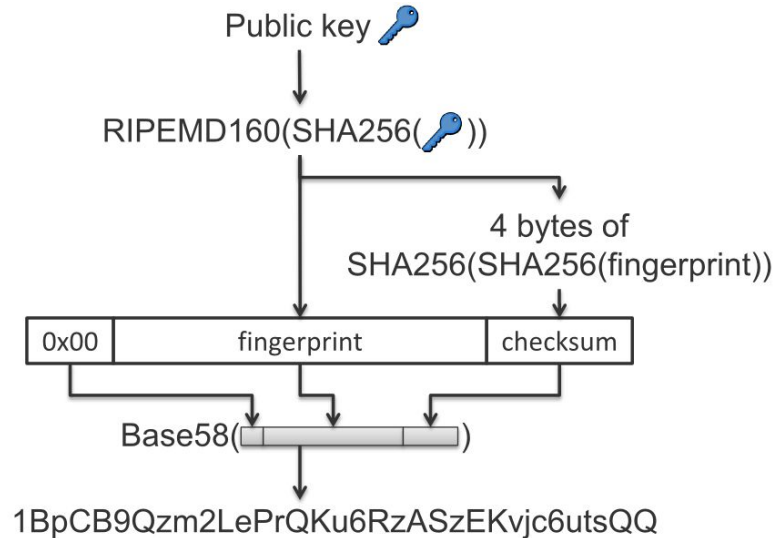 Public key
RIPEMD160(SHA256( ))
4 bytes of
SHA256(SHA256(fingerprint))
0x00 fingerprint checksum
Base58( )
1BpCB9Qzm2LePrQKu6RzASzEKvjc6utsQQ